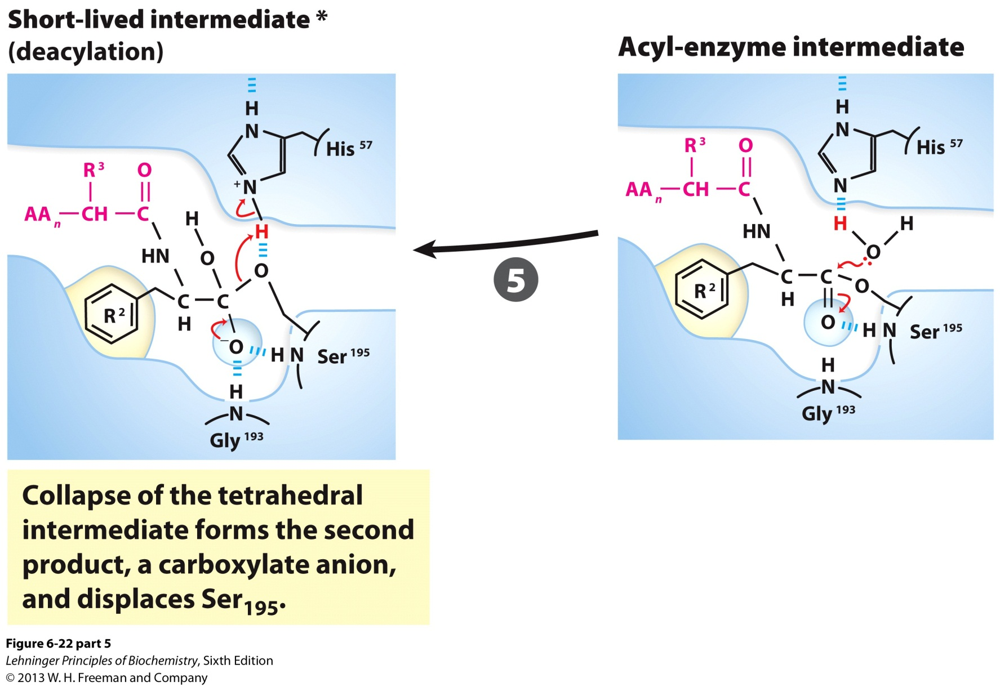 Short-lived intermediate *
(deacylation)
H
N
His 57
+N
R3 O
AAn—CH—C
H
H
HN
O
O
R2
C—C
H
–O
H N
Ser 195
H
N
Gly 193
5
Acyl-enzyme intermediate
H
N
His 57
R3 O
N
AAn—CH—C
H H
HN
O
C—C
O
R2
H
O
H N
Ser 195
H
N
Gly 193
Collapse of the tetrahedral
intermediate forms the second
product, a carboxylate anion,
and displaces Ser195.
Figure 6-22 part 5
Lehninger Principles of Biochemistry, Sixth Edition
© 2013 W. H. Freeman and Company